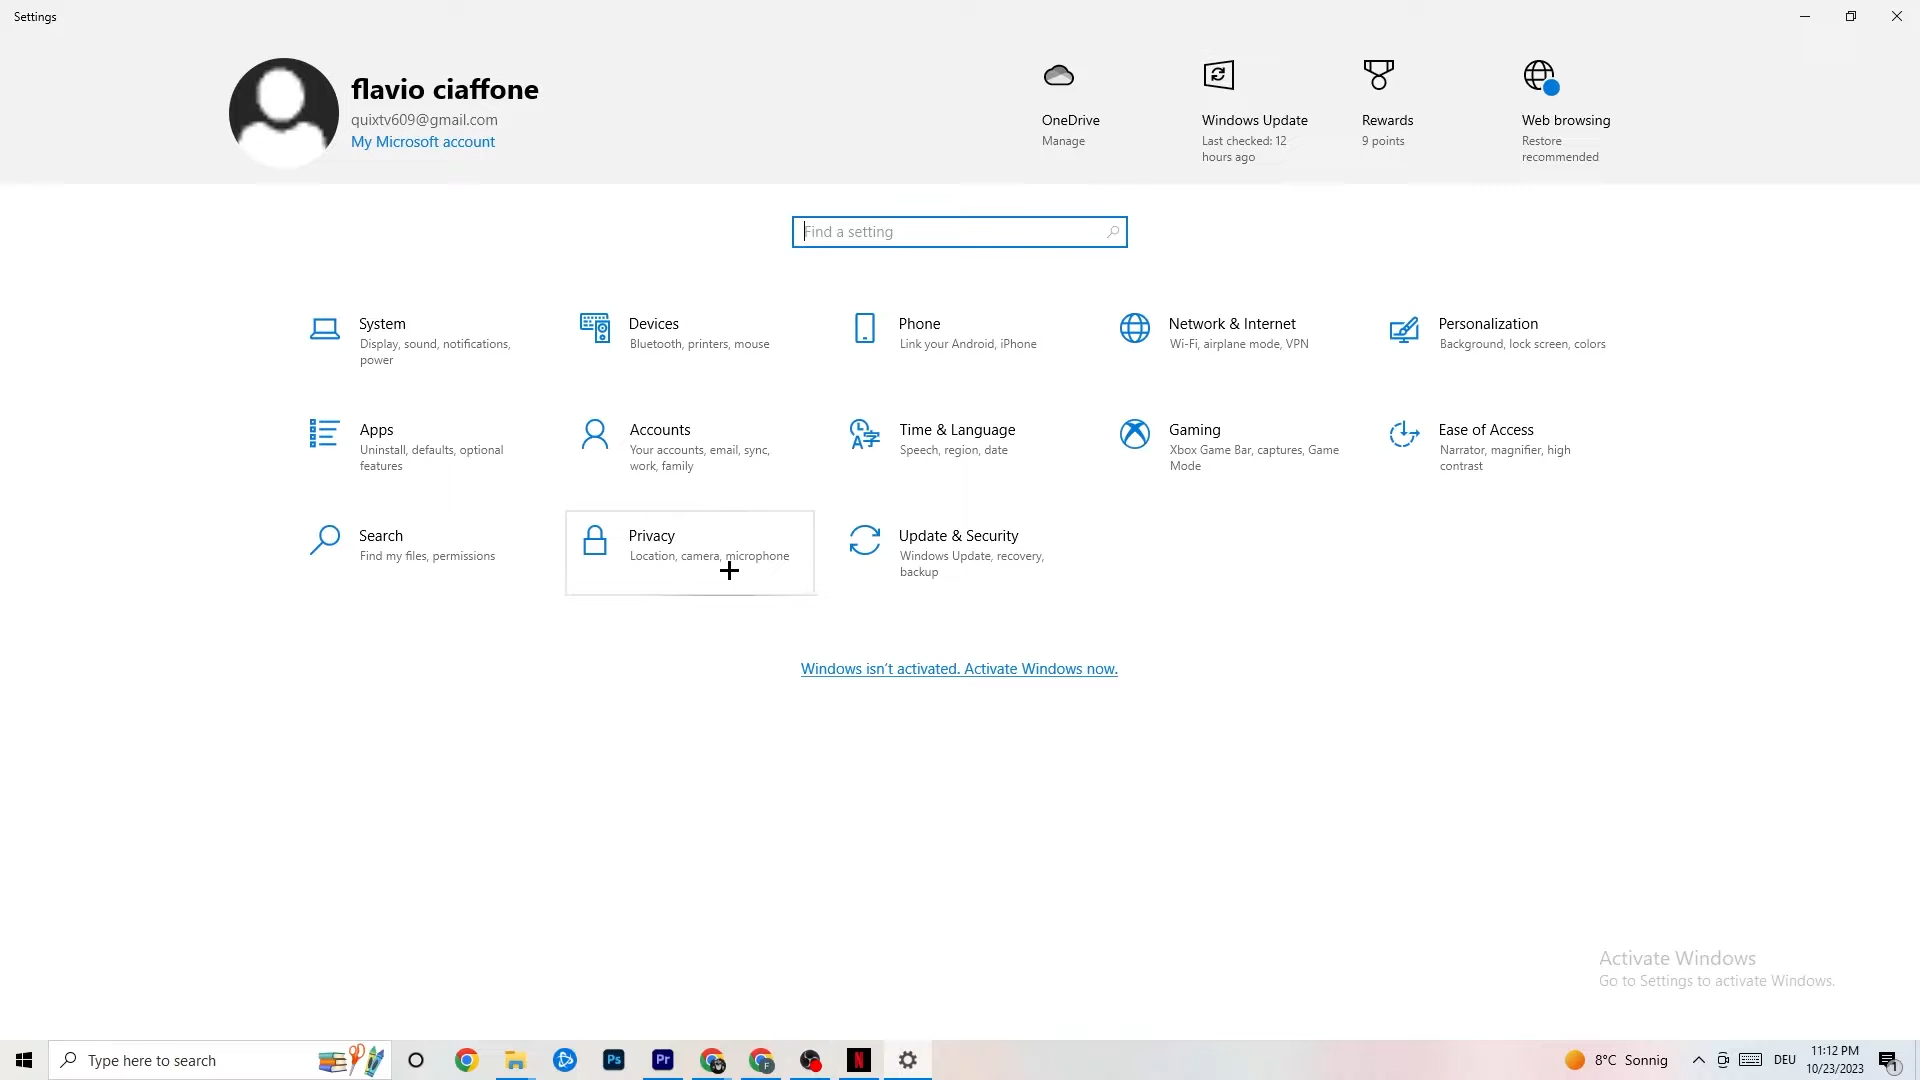 Settings
flavio ciaffone
quixtv609@gmail.com
My Microsoft account
OneDrive
Manage
Windows Update
Last checked: 12
hours ago
Rewards
9 points
Web browsing
Restore
recommended
Find a setting
System
Display, sound, notifications,
power
Devices
Bluetooth, printers, mouse
Phone
Link your Android, iPhone
Network & Internet
Wi-Fi, airplane mode, VPN
Personalization
Background, lock screen, colors
Apps
Uninstall, defaults, optional
features
Accounts
Your accounts, email, sync,
work, family
Time & Language
Speech, region, date
Gaming
Xbox Game Bar, captures, Game
Mode
Ease of Access
Narrator, magnifier, high
contrast
Search
Find my files, permissions
Privacy
Location, camera, microphone
Update & Security
Windows Update, recovery,
backup
Windows isn't activated. Activate Windows now.
Activate Windows
Go to Settings to activate Windows.
Type here to search
Ps
Pr
F
N
8°C Sonnig
DEU
11:12 PM
10/23/2023
1